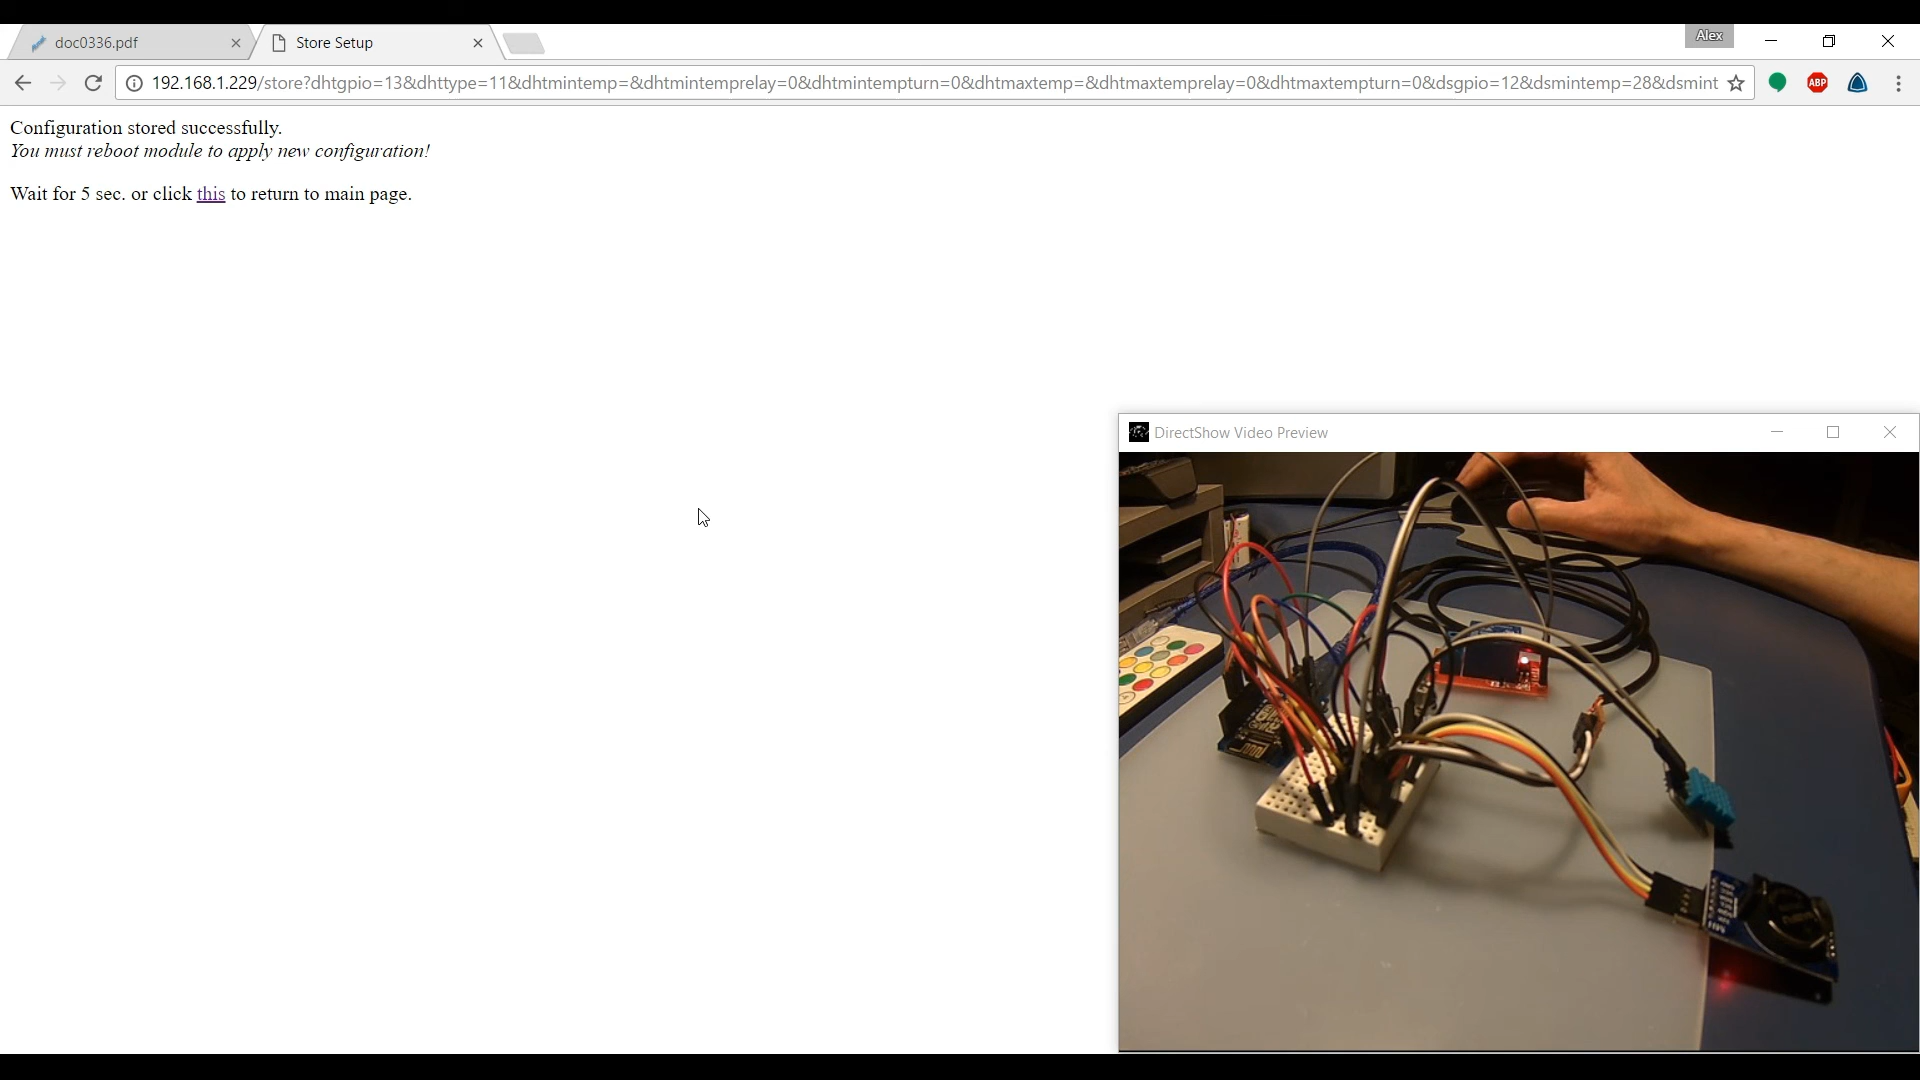 doc0336.pdf
Store Setup
Alex
192.168.1.229/store?dhtgpio=13&dhttype=11&dhtmintemp=&dhtmintemprelay=0&dhtmintempturn=0&dhtmaxtemp=&dhtmaxtemprelay=0&dhtmaxtempturn=0&dsgpio=12&dsmintemp=28&dsmint
ABP
Configuration stored successfully.
You must reboot module to apply new configuration!
Wait for 5 sec. or click this to return to main page.
DirectShow Video Preview